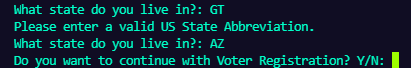 What state do you live in?: GT
Please enter a valid US State Abbreviation.
What state do you live in?: AZ
Do you want to continue with Voter Registration? Y/N: